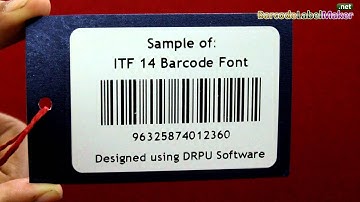 .net
BarcodeLabelMaker
Sample of:
ITF 14 Barcode Font
96325874012360
Designed using DRPU Software